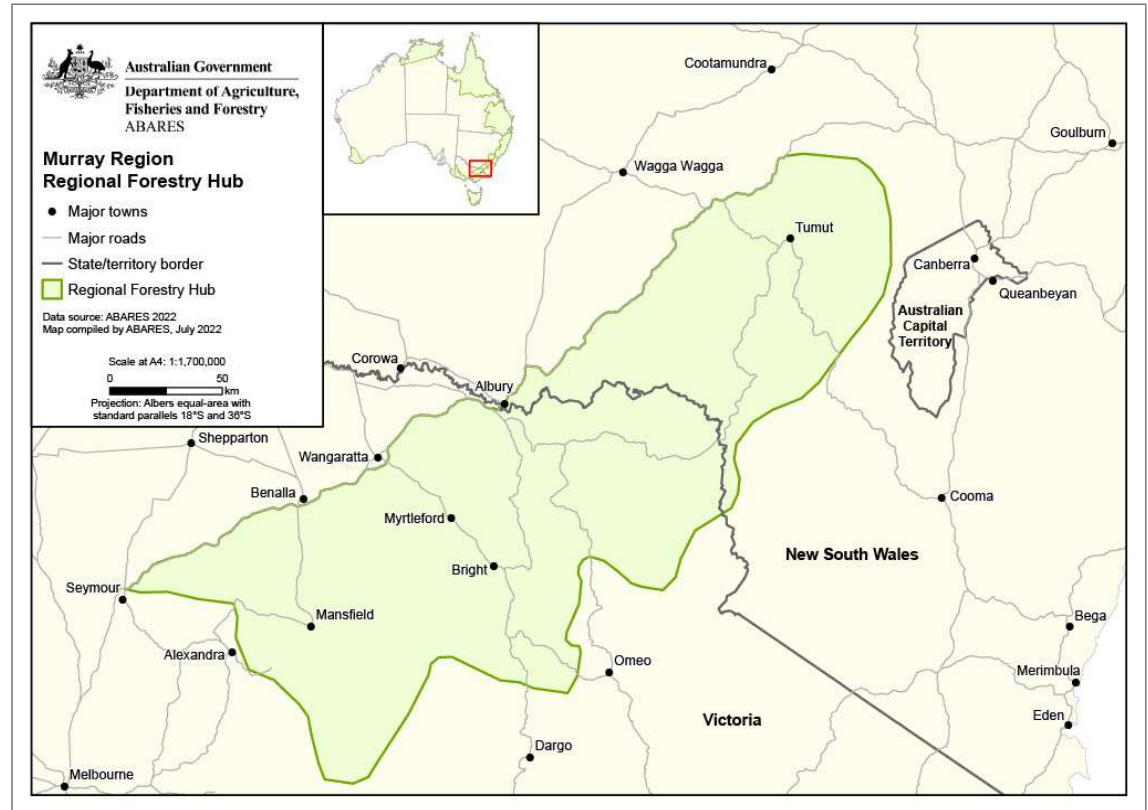 Australian Government
Department of Agriculture,
Fisheries and Forestry
ABARES
Murray Region
Regional Forestry Hub
Major towns
Major roads
State/territory border
Regional Forestry Hub
Data source: ABARES 2022
Map compiled by ABARES, July 2022
Scale at A4: 1:1,700,000
0 50
km
Projection: Albers equal-area with
standard parallels 18°S and 36°S
Cootamundra
Goulburn
Wagga Wagga
Tumut
Canberra
Queanbeyan
Australian
Capital
Territory
Corowa
Albury
Shepparton
Wangaratta
Benalla
Cooma
Myrtleford
New South Wales
Bright
Seymour
Mansfield
Bega
Alexandra
Omeo
Merimbula
Victoria
Eden
Dargo
Melbourne